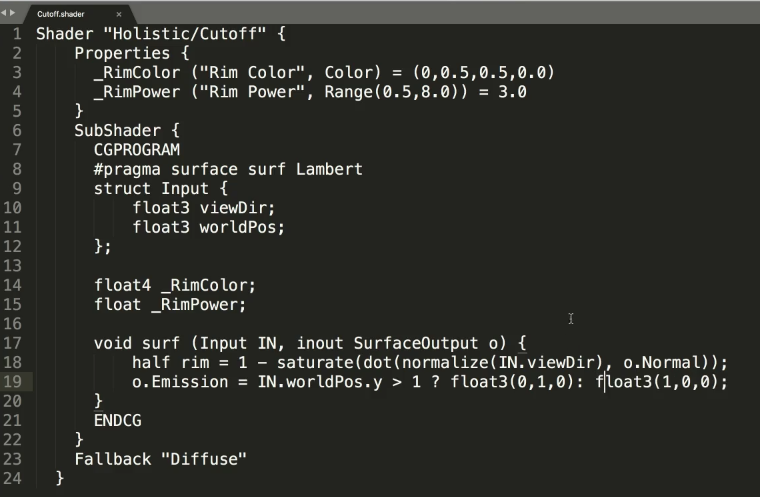 Cutoff.shader
1 Shader "Holistic/Cutoff" {
2 Properties {
3 _RimColor ("Rim Color", Color) = (0,0.5,0.5,0.0)
4 _RimPower ("Rim Power", Range(0.5,8.0)) = 3.0
5 }
6 SubShader {
7 CGPROGRAM
8 #pragma surface surf Lambert
9 struct Input {
10 float3 viewDir;
11 float3 worldPos;
12 };
13
14 float4 _RimColor;
15 float _RimPower;
16
17 void surf (Input IN, inout SurfaceOutput o) {
18 half rim = 1 - saturate(dot(normalize(IN.viewDir), o.Normal));
19 o.Emission = IN.worldPos.y > 1 ? float3(0,1,0): float3(1,0,0);
20 }
21 ENDCG
22 }
23 Fallback "Diffuse"
24 }